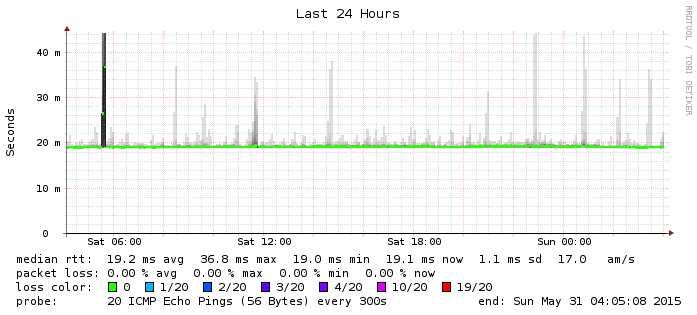 Last 24 Hours
RRDTOOL / TOBI OETIKER
Seconds
40 m
30 m
20 m
10 m
0
Sat 06:00 Sat 12:00 Sat 18:00 Sun 00:00
median rtt: 19.2 ms avg 36.8 ms max 19.0 ms min 19.1 ms now 1.1 ms sd 17.0 am/s
packet loss: 0.00 % avg 0.00 % max 0.00 % min 0.00 % now
loss color: 0 1/20 2/20 3/20 4/20 10/20 19/20
probe: 20 ICMP Echo Pings (56 Bytes) every 300s end: Sun May 31 04:05:08 2015